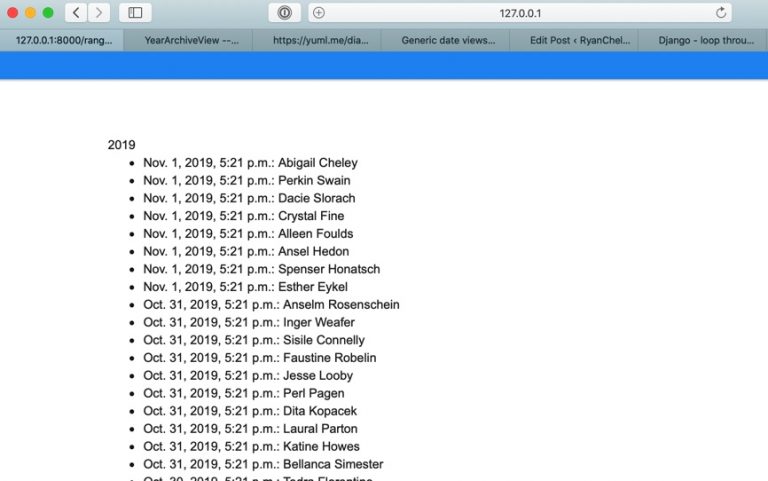 127.0.0.1
127.0.0.1:8000/rang... YearArchiveView --... https://yuml.me/dia... Generic date views... Edit Post ‹ RyanChel... Django - loop throu...
2019
• Nov. 1, 2019, 5:21 p.m.: Abigail Cheley
• Nov. 1, 2019, 5:21 p.m.: Perkin Swain
• Nov. 1, 2019, 5:21 p.m.: Dacie Slorach
• Nov. 1, 2019, 5:21 p.m.: Crystal Fine
• Nov. 1, 2019, 5:21 p.m.: Alleen Foulds
• Nov. 1, 2019, 5:21 p.m.: Ansel Hedon
• Nov. 1, 2019, 5:21 p.m.: Spenser Honatsch
• Nov. 1, 2019, 5:21 p.m.: Esther Eykel
• Oct. 31, 2019, 5:21 p.m.: Anselm Rosenschein
• Oct. 31, 2019, 5:21 p.m.: Inger Weafer
• Oct. 31, 2019, 5:21 p.m.: Sisile Connelly
• Oct. 31, 2019, 5:21 p.m.: Faustine Robelin
• Oct. 31, 2019, 5:21 p.m.: Jesse Looby
• Oct. 31, 2019, 5:21 p.m.: Perl Pagen
• Oct. 31, 2019, 5:21 p.m.: Dita Kopacek
• Oct. 31, 2019, 5:21 p.m.: Laural Parton
• Oct. 31, 2019, 5:21 p.m.: Katine Howes
• Oct. 31, 2019, 5:21 p.m.: Bellanca Simester